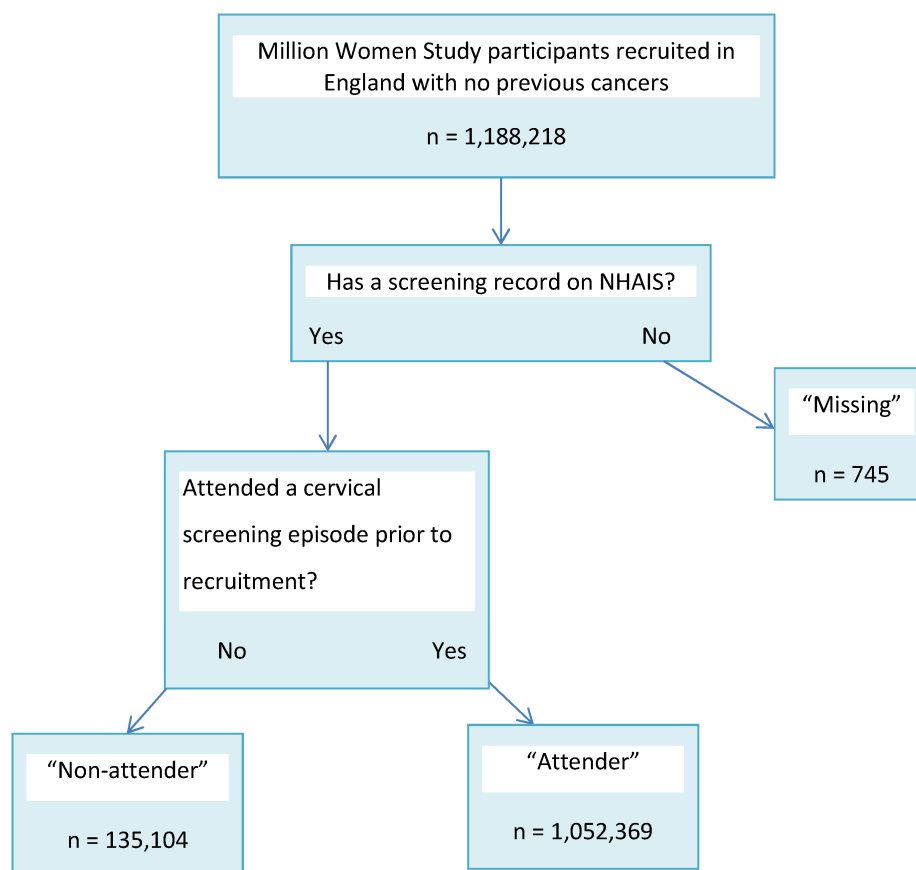 Million Women Study participants recruited in
England with no previous cancers
n = 1,188,218
Has a screening record on NHAIS?
Yes
No
“Missing”
n = 745
Attended a cervical
screening episode prior to
recruitment?
No
Yes
“Non-attender”
n = 135,104
“Attender”
n = 1,052,369